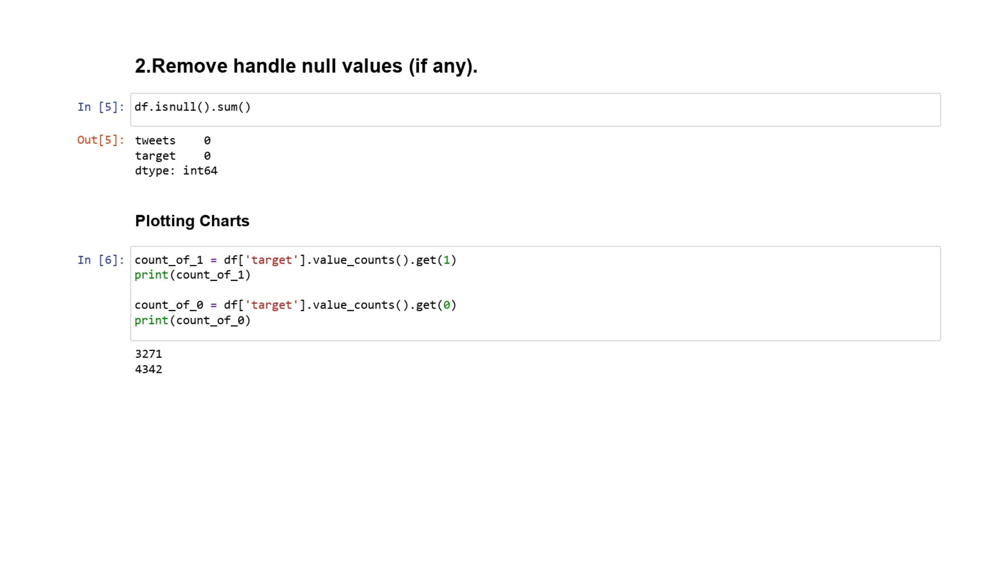 2.Remove handle null values (if any).
In [5]: df.isnull().sum()
Out[5]: tweets    0
target    0
dtype: int64
Plotting Charts
In [6]: count_of_1 = df['target'].value_counts().get(1)
print(count_of_1)
count_of_0 = df['target'].value_counts().get(0)
print(count_of_0)
3271
4342